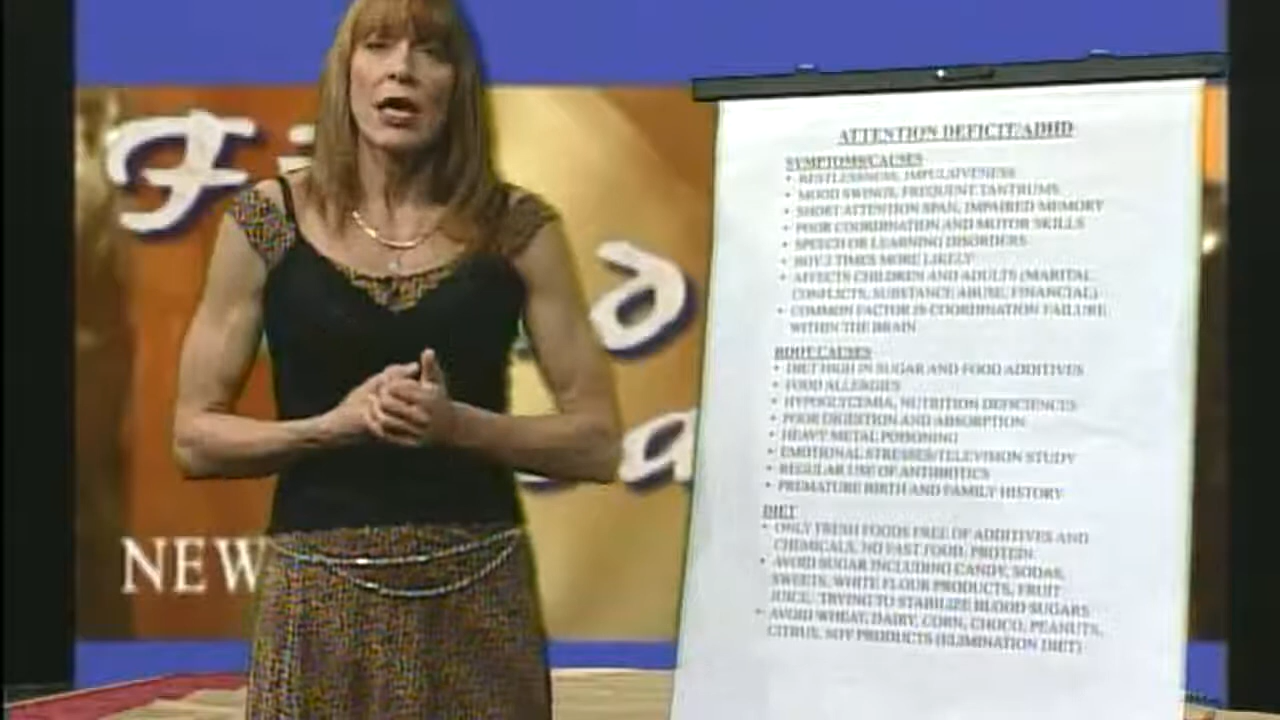 Fi
d
a
NEW
ATTENTION DEFICIT/ADHD
SYMPTOMS/CAUSES
• RESTLESSNESS, IMPULSIVENESS
• MOOD SWINGS, FREQUENT TANTRUMS
• SHORT ATTENTION SPAN, IMPAIRED MEMORY
• POOR COORDINATION AND MOTOR SKILLS
• SPEECH OR LEARNING DISORDERS
• BOY TIMES MORE LIKELY
• AFFECTS CHILDREN AND ADULTS (MARITAL
CONFLICTS, SUBSTANCE ABUSE, FINANCIAL)
• COMMON FACTOR IS COORDINATION FAILURE
WITHIN THE BRAIN
ROOT CAUSES
• DIET HIGH IN SUGAR AND FOOD ADDITIVES
• FOOD ALLERGIES
• HYPOGLYCEMIA, NUTRITION DEFICIENCES
• POOR DIGESTION AND ABSORPTION
• HEAVY METAL POISONING
• EMOTIONAL STRESSES/TELEVISION STUDY
• REGULAR USE OF ANTIBIOTICS
• PREMATURE BIRTH AND FAMILY HISTORY
DIET
• ONLY FRESH FOODS FREE OF ADDITIVES AND
CHEMICALS, NO FAST FOOD, PROTEIN
• AVOID SUGAR INCLUDING CANDY, SODAS,
SWEETS, WHITE FLOUR PRODUCTS, FRUIT
JUICE, TRYING TO STABILIZE BLOOD SUGARS
• AVOID WHEAT, DAIRY, CORN, CHOCO, PEANUTS,
CITRUS, SOY PRODUCTS (ELIMINATION DIET)